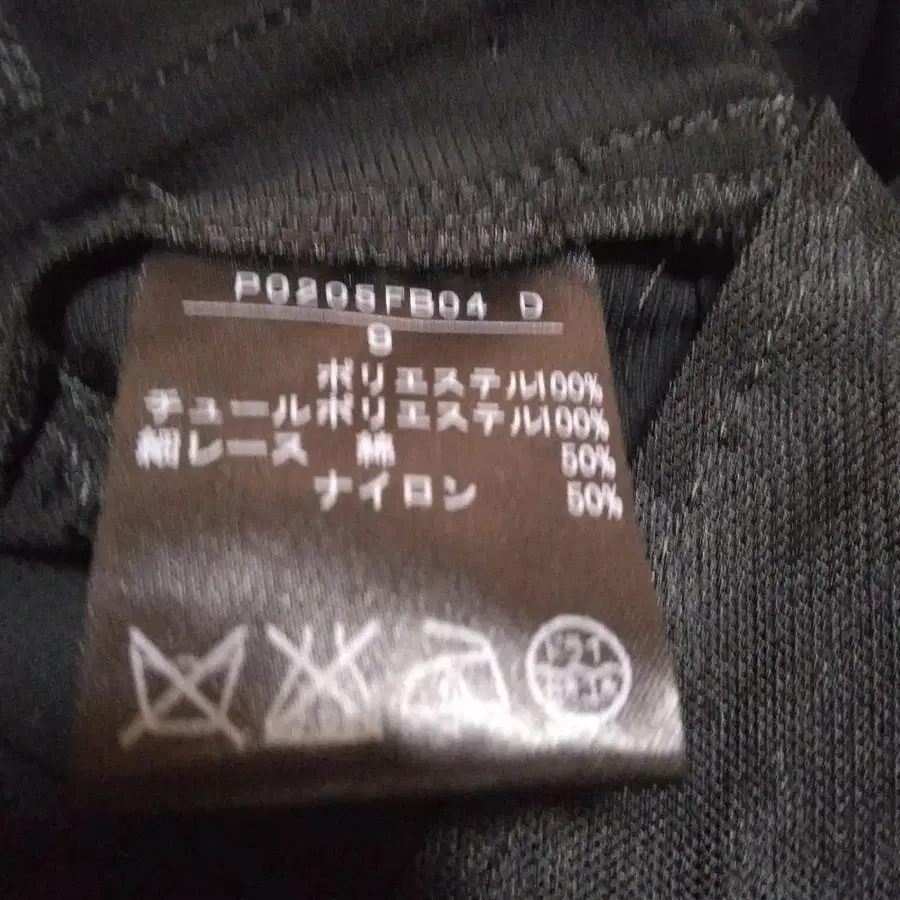 P0205FB04 D
9
ポリエステル100%
チュールポリエステル100%
細レース 綿 50%
ナイロン 50%